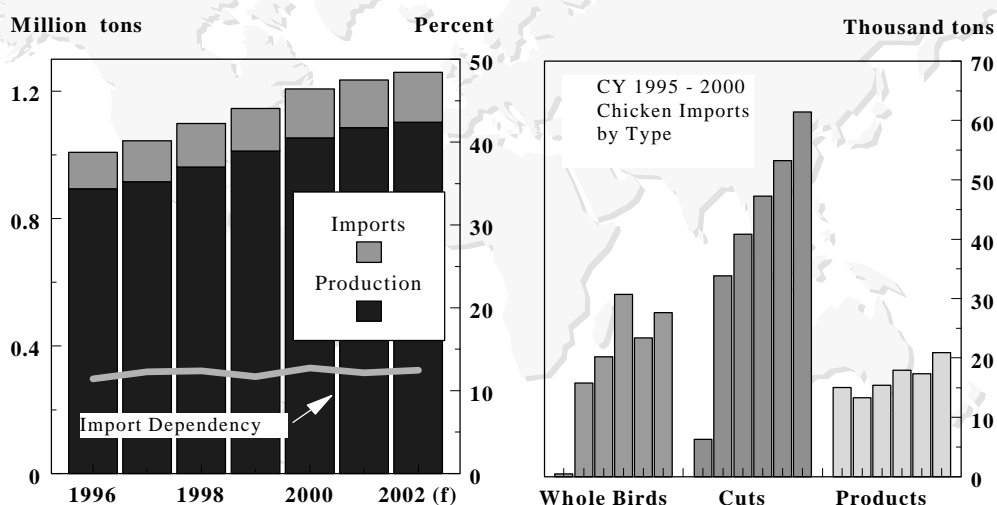 Million tons
Percent
1.2
0.8
0.4
0
50
40
30
20
10
0
Imports
Production
Import Dependency
1996
1998
2000
2002 (f)
Thousand tons
CY 1995 - 2000
Chicken Imports
by Type
70
60
50
40
30
20
10
0
Whole Birds
Cuts
Products